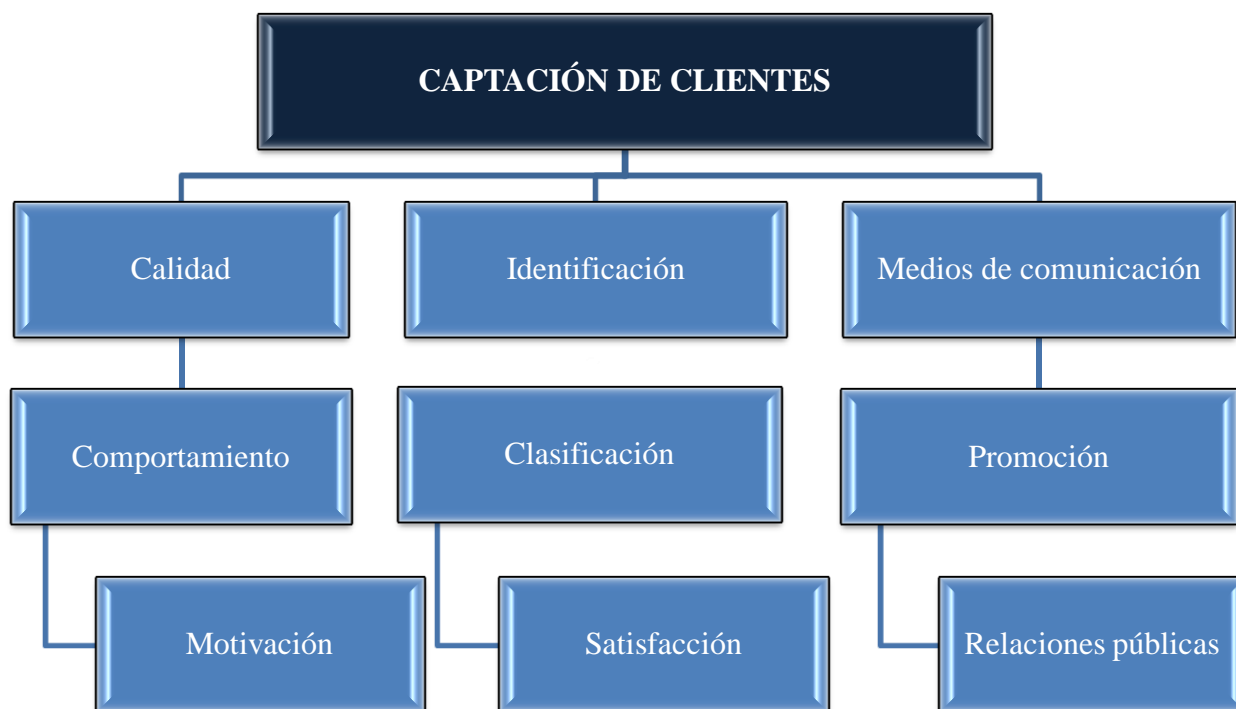 CAPTACIÓN DE CLIENTES
Calidad
Identificación
Medios de comunicación
Comportamiento
Clasificación
Promoción
Motivación
Satisfacción
Relaciones públicas